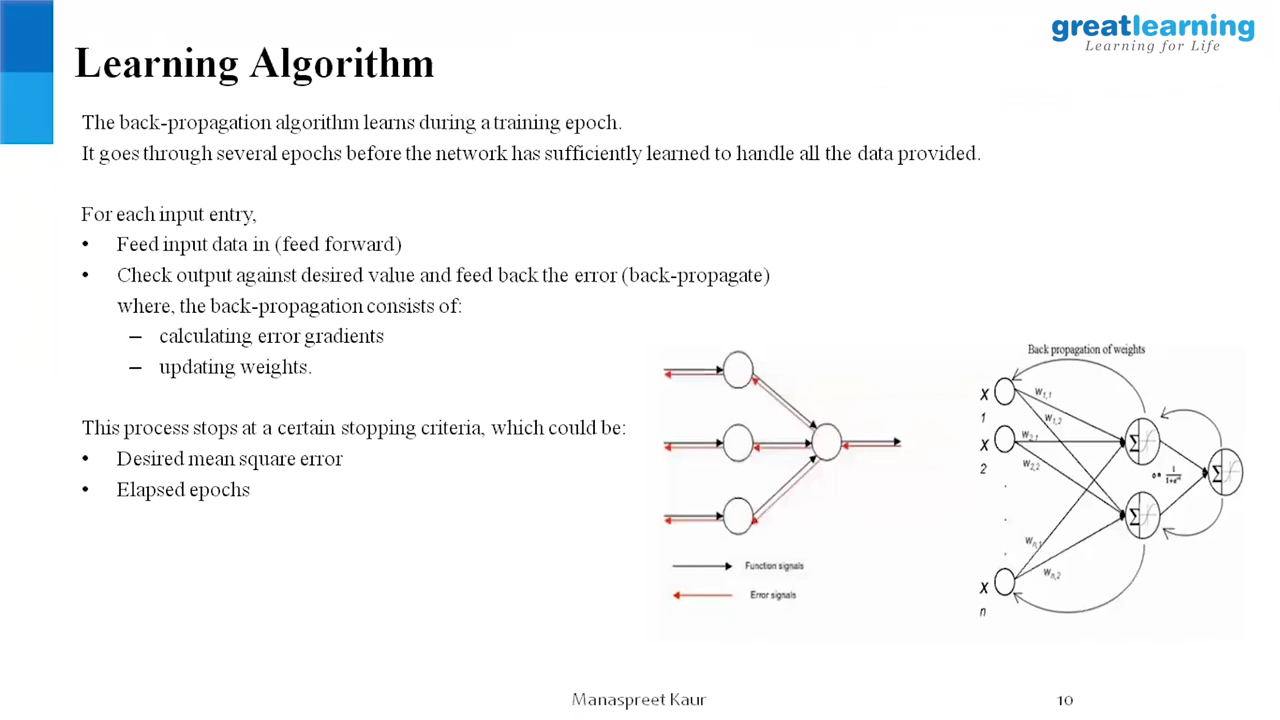 greatlearning
Learning for Life
Learning Algorithm
The back-propagation algorithm learns during a training epoch.
It goes through several epochs before the network has sufficiently learned to handle all the data provided.
For each input entry,
• Feed input data in (feed forward)
• Check output against desired value and feed back the error (back-propagate)
where, the back-propagation consists of:
– calculating error gradients
– updating weights.
This process stops at a certain stopping criteria, which could be:
• Desired mean square error
• Elapsed epochs
Function signals
Error signals
Back propagation of weights
X
1
X
2
.
.
.
X
n
W1,1
W1,2
W2,1
W2,2
Wn,1
Wn,2
Σ
Σ
Σ
Manaspreet Kaur
10